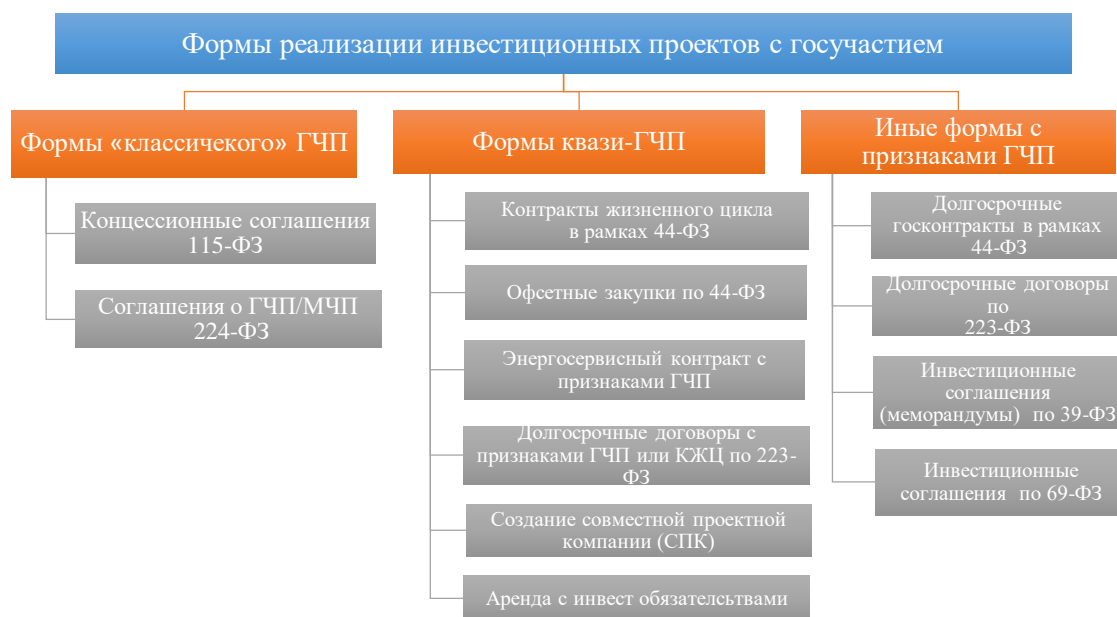 Формы реализации инвестиционных проектов с госучастием
Формы «классичекого» ГЧП
Концессионные соглашения
115-ФЗ
Соглашения о ГЧП/МЧП
224-ФЗ
Формы квази-ГЧП
Контракты жизненного цикла
в рамках 44-ФЗ
Офсетные закупки по 44-ФЗ
Энергосервисный контракт с
признаками ГЧП
Долгосрочные договоры с
признаками ГЧП или КЖЦ по 223-
ФЗ
Создание совместной проектной
компании (СПК)
Аренда с инвест обязателсьтвами
Иные формы с
признаками ГЧП
Долгосрочные
госконтракты в рамках
44-ФЗ
Долгосрочные договоры
по
223-ФЗ
Инвестиционные
соглашения
(меморандумы) по 39-ФЗ
Инвестиционные
соглашения по 69-ФЗ